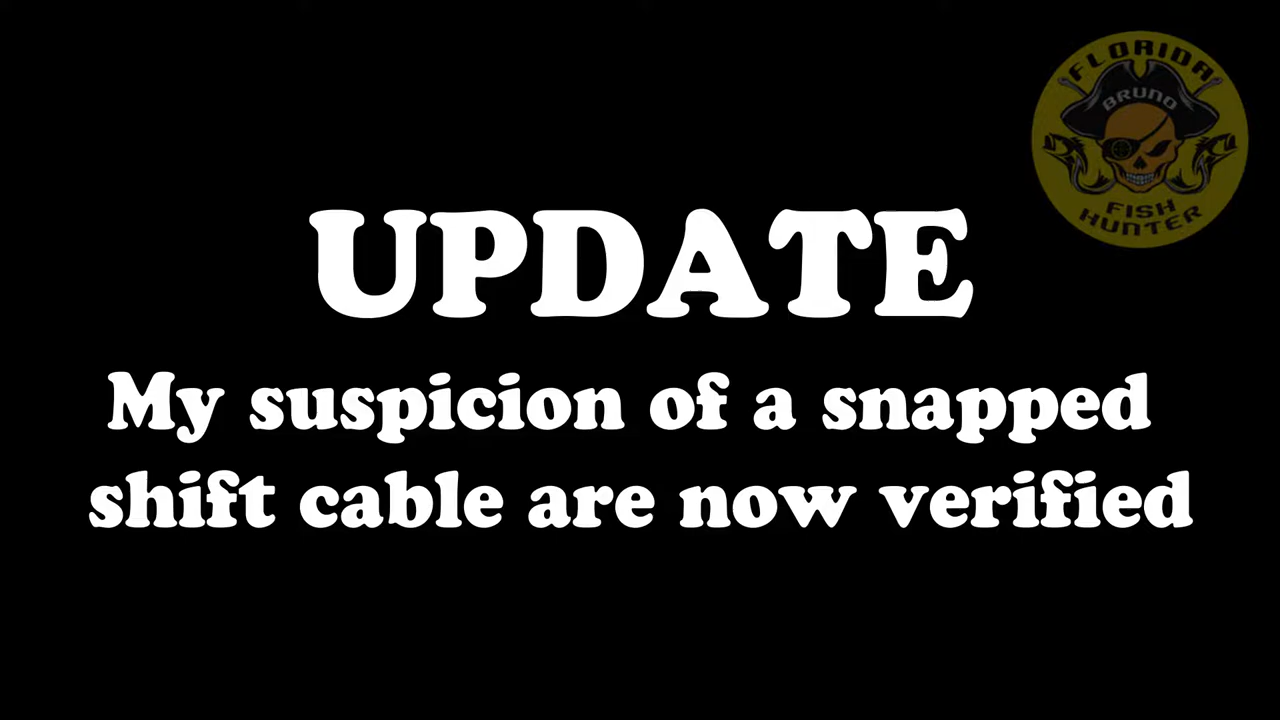 FLORIDA
BRUNO
FISH
HUNTER
UPDATE
My suspicion of a snapped
shift cable are now verified